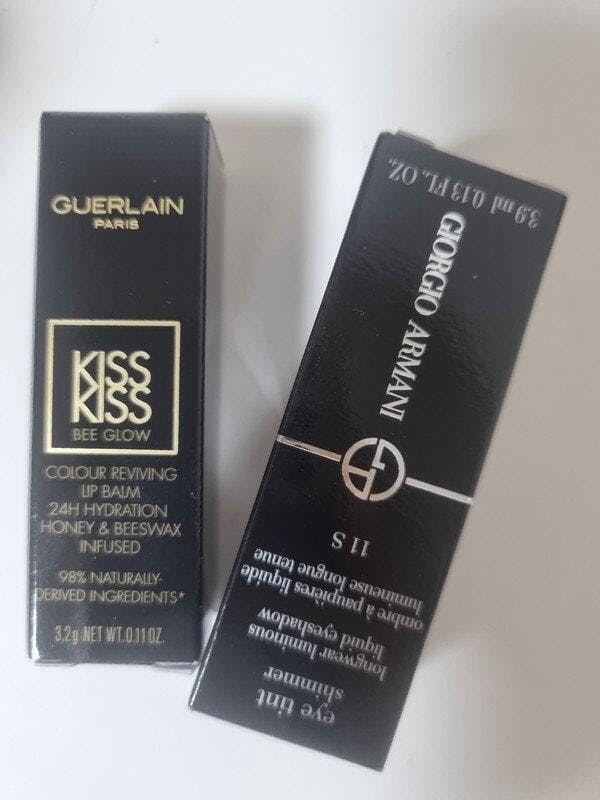 GUERLAIN
PARIS
KISS
KISS
BEE GLOW
COLOUR REVIVING
LIP BALM
24H HYDRATION
HONEY & BEESWAX
INFUSED
98% NATURALLY-
DERIVED INGREDIENTS*
3,2g NET WT.0.11OZ.
eye tint
shimmer
longwear luminous
liquid eyeshadow
ombre à paupières liquide
lumineuse longue tenue
11 S
GIORGIO ARMANI
3.9 ml 0.13 FL. OZ.